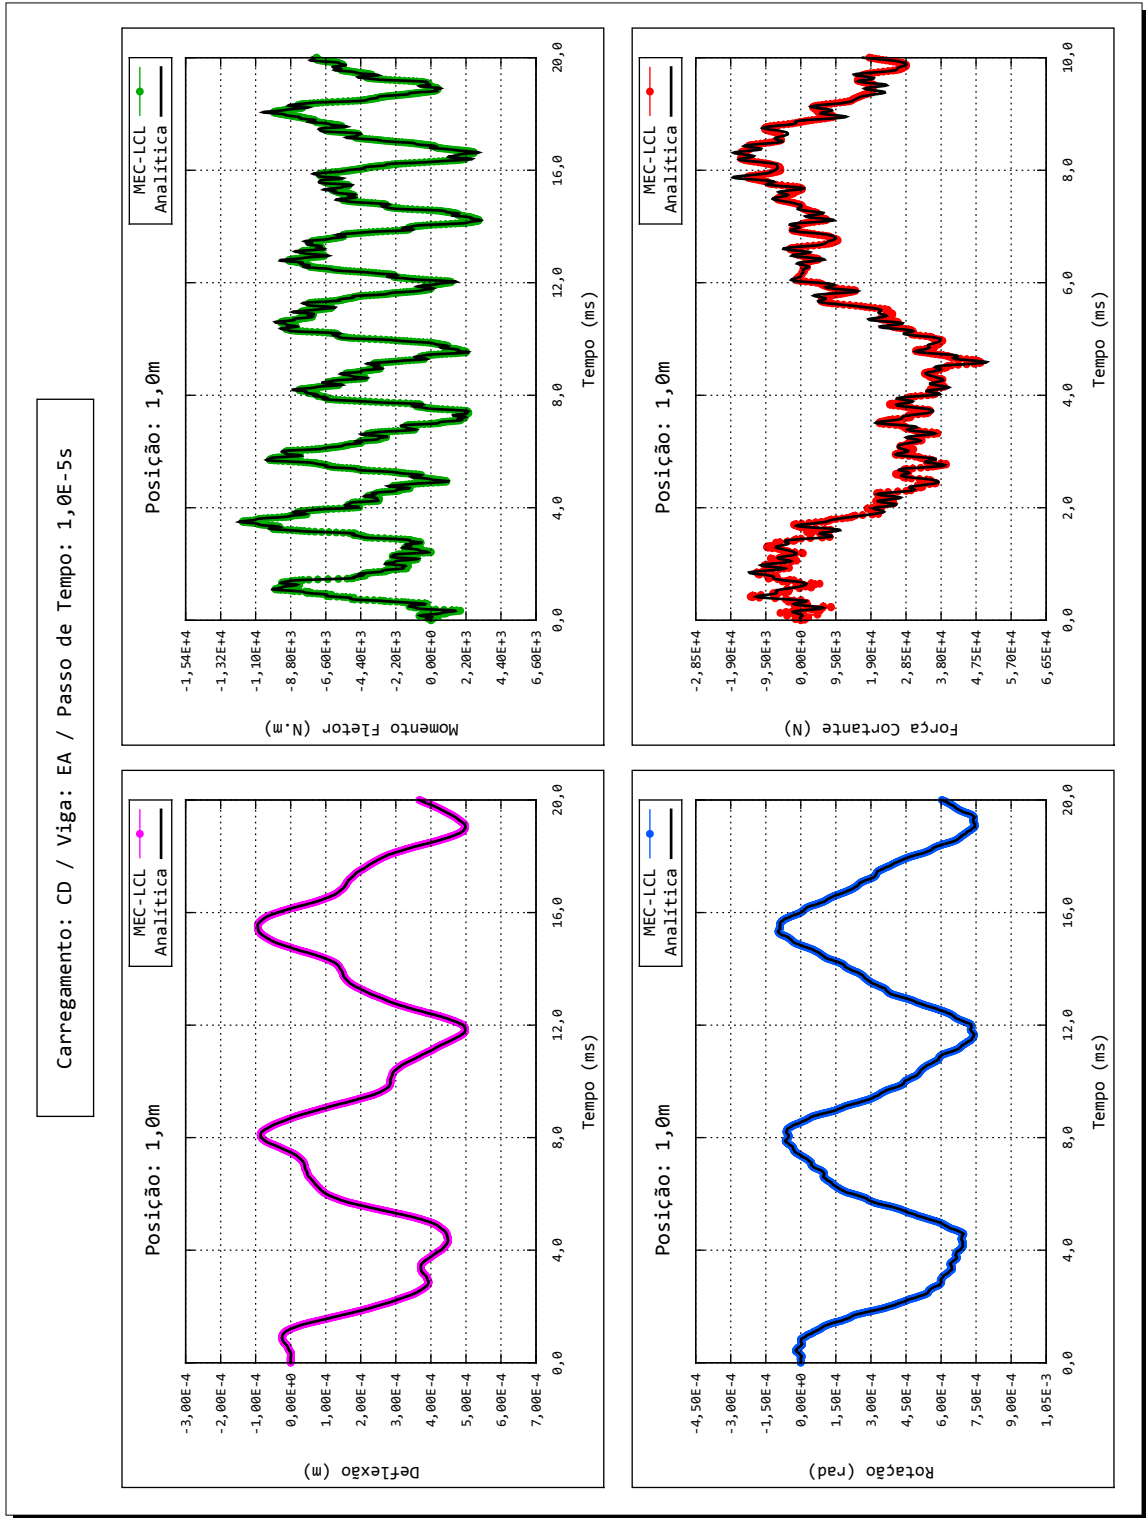 Carregamento: CD / Viga: EA / Passo de Tempo: 1,0E-5s
Posição: 1,0m
MEC-LCL
Analítica
-3,00E-4
-2,00E-4
-1,00E-4
0,00E+0
1,00E-4
2,00E-4
3,00E-4
4,00E-4
5,00E-4
6,00E-4
7,00E-4
Deflexão (m)
0,0
4,0
8,0
12,0
16,0
20,0
Tempo (ms)
Posição: 1,0m
MEC-LCL
Analítica
-1,54E+4
-1,32E+4
-1,10E+4
-8,80E+3
-6,60E+3
-4,40E+3
-2,20E+3
0,00E+0
2,20E+3
4,40E+3
6,60E+3
Momento Fletor (N.m)
0,0
4,0
8,0
12,0
16,0
20,0
Tempo (ms)
Posição: 1,0m
MEC-LCL
Analítica
-4,50E-4
-3,00E-4
-1,50E-4
0,00E+0
1,50E-4
3,00E-4
4,50E-4
6,00E-4
7,50E-4
9,00E-4
1,05E-3
Rotação (rad)
0,0
4,0
8,0
12,0
16,0
20,0
Tempo (ms)
Posição: 1,0m
MEC-LCL
Analítica
-2,85E+4
-1,90E+4
-9,50E+3
0,00E+0
9,50E+3
1,90E+4
2,85E+4
3,80E+4
4,75E+4
5,70E+4
6,65E+4
Força Cortante (N)
0,0
2,0
4,0
6,0
8,0
10,0
Tempo (ms)